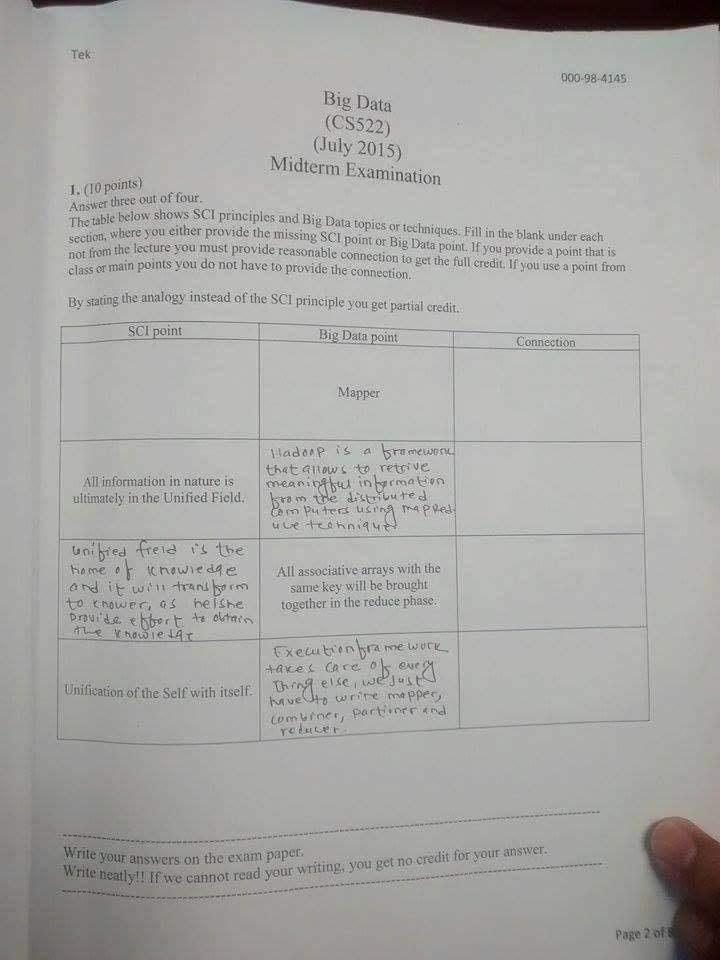 Tek
000-98-4145
Big Data
(CS522)
(July 2015)
Midterm Examination
1. (10 points)
Answer three out of four.
The table below shows SCI principles and Big Data topics or techniques. Fill in the blank under each
section, where you either provide the missing SCI point or Big Data point. If you provide a point that is
not from the lecture you must provide reasonable connection to get the full credit. If you use a point from
class or main points you do not have to provide the connection.
By stating the analogy instead of the SCI principle you get partial credit.
SCI point
Big Data point
Connection
Mapper
All information in nature is
ultimately in the Unified Field.
Hadoop is a framework
that allows to retrive
meaningful information
from the distributed
computers using mapred-
uce technique
unified field is the
home of knowledge
and it will transform
to knower, as he/she
provide effort to obtain
the knowledge
All associative arrays with the
same key will be brought
together in the reduce phase.
Unification of the Self with itself.
Execution framework
takes care of every
thing else, we just
have to write mapper,
combiner, partioner and
reducer.
Write your answers on the exam paper.
Write neatly!! If we cannot read your writing, you get no credit for your answer.
Page 2 of 8